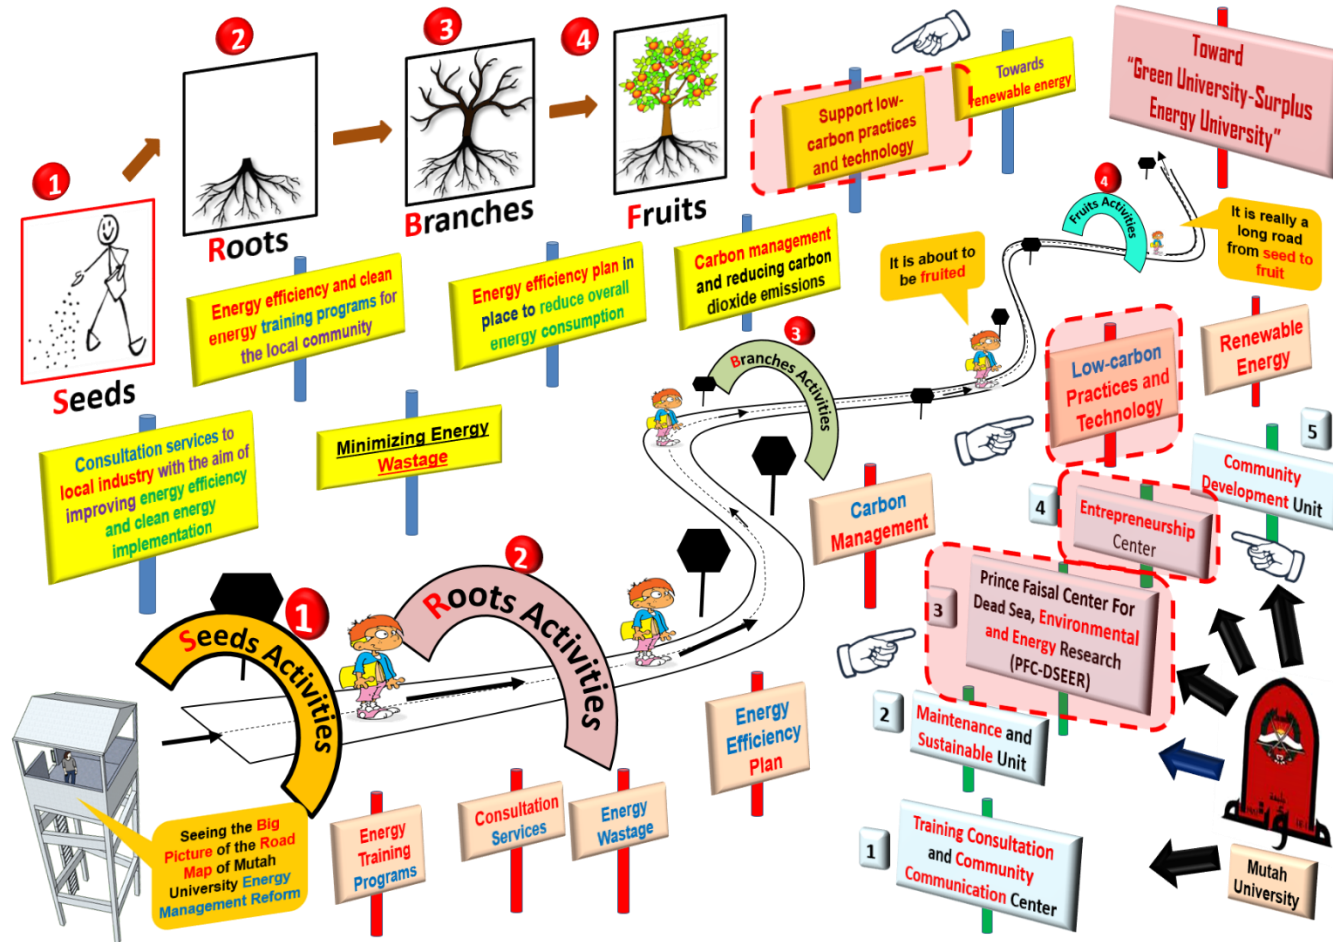 1
Seeds
2
Roots
3
Branches
4
Fruits
Support low-
carbon practices
and technology
Towards
renewable energy
Toward
"Green University-Surplus
Energy University"
Energy efficiency and clean
energy training programs for
the local community
Energy efficiency plan in
place to reduce overall
energy consumption
Carbon management
and reducing carbon
dioxide emissions
It is about to
be fruited
4
Fruits Activities
It is really a
long road
from seed to
fruit
Consultation services to
local industry with the aim of
improving energy efficiency
and clean energy
implementation
Minimizing Energy
Wastage
3
Branches Activities
Low-carbon
Practices and
Technology
Renewable
Energy
5
Community
Development Unit
Carbon
Management
4
Entrepreneurship
Center
3
Prince Faisal Center For
Dead Sea, Environmental
and Energy Research
(PFC-DSEER)
1
Seeds Activities
2
Roots Activities
Energy
Efficiency
Plan
2
Maintenance and
Sustainable Unit
Seeing the Big
Picture of the Road
Map of Mutah
University Energy
Management Reform
Energy
Training
Programs
Consultation
Services
Energy
Wastage
1
Training Consultation
and Community
Communication Center
جامعة
مؤتة
Mutah
University